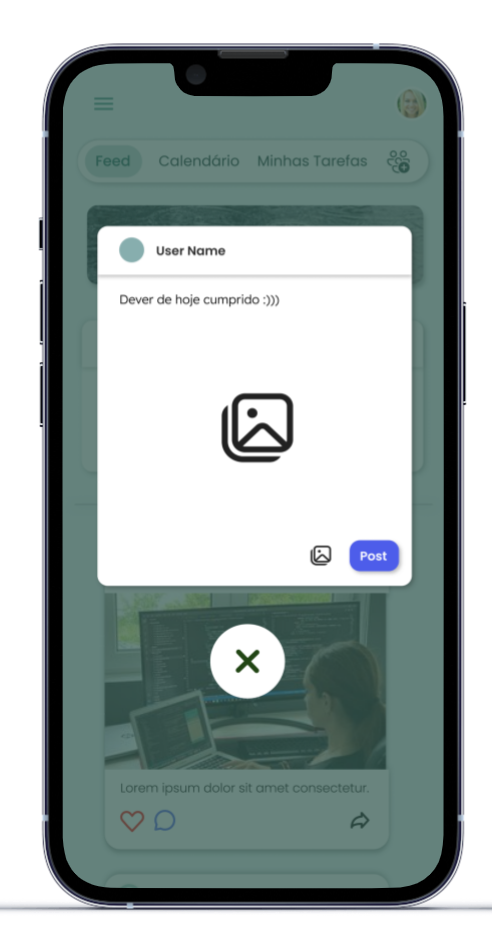 Feed Calendário Minhas Tarefas
User Name
Dever de hoje cumprido :)))
Post
Lorem ipsum dolor sit amet consectetur.